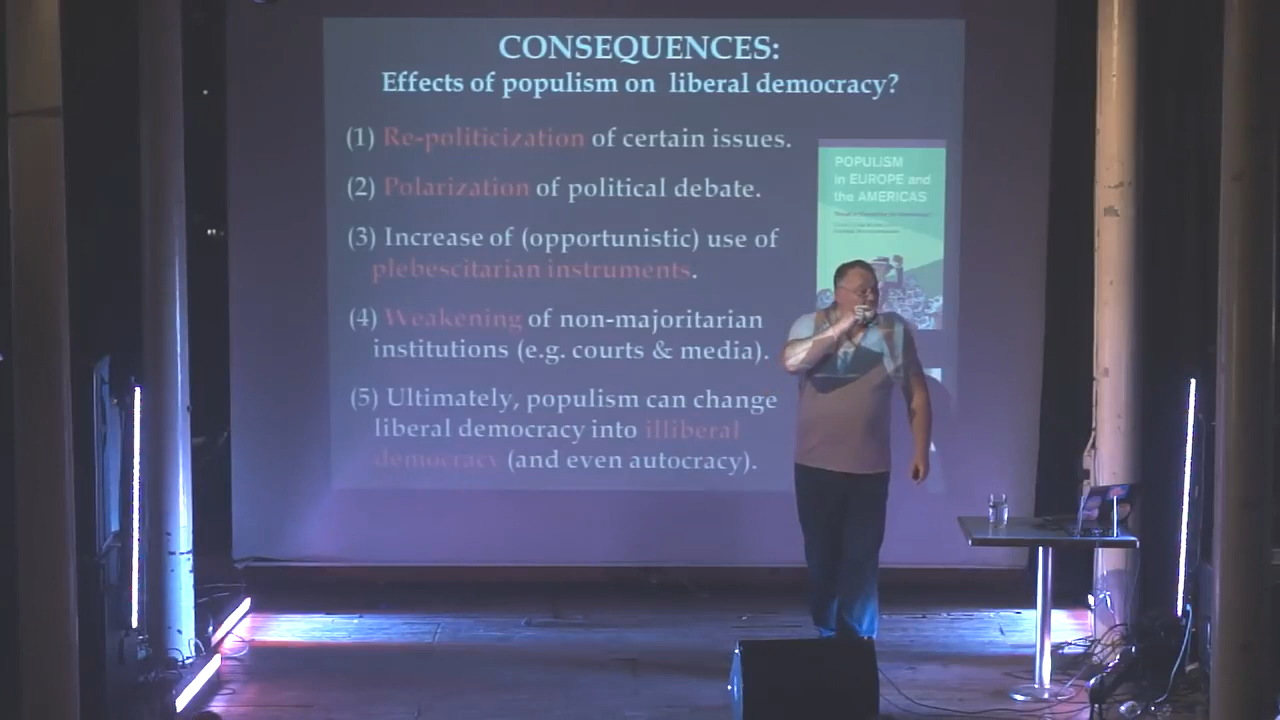 CONSEQUENCES:
Effects of populism on liberal democracy?
(1) Re-politicization of certain issues.
(2) Polarization of political debate.
(3) Increase of (opportunistic) use of
plebescitarian instruments.
(4) Weakening of non-majoritarian
institutions (e.g. courts & media).
(5) Ultimately, populism can change
liberal democracy into illiberal
democracy (and even autocracy).
POPULISM
in EUROPE and
the AMERICAS